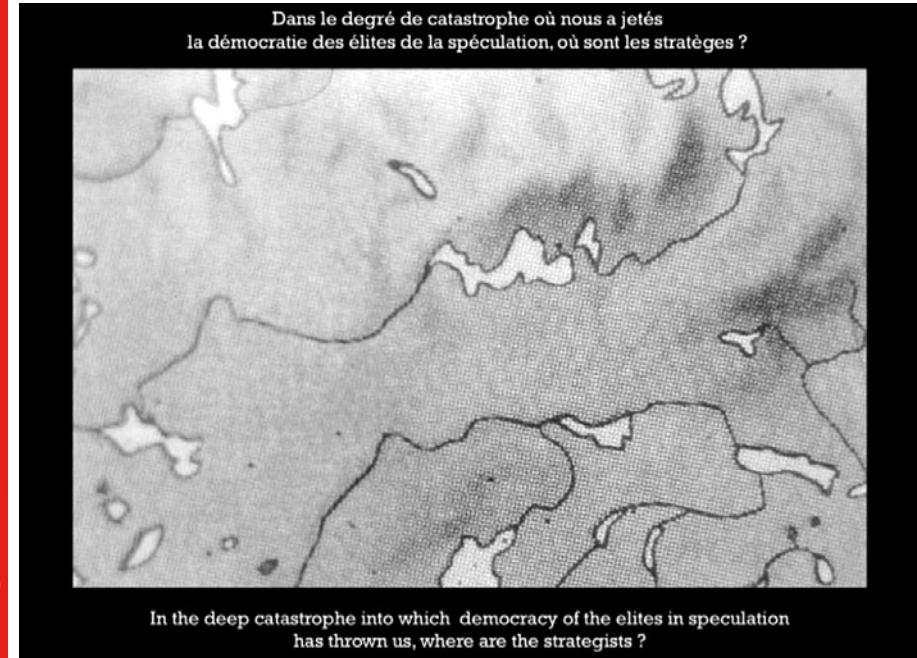 Dans le degré de catastrophe où nous a jetés
la démocratie des élites de la spéculation, où sont les stratèges ?
In the deep catastrophe into which democracy of the elites in speculation
has thrown us, where are the strategists ?